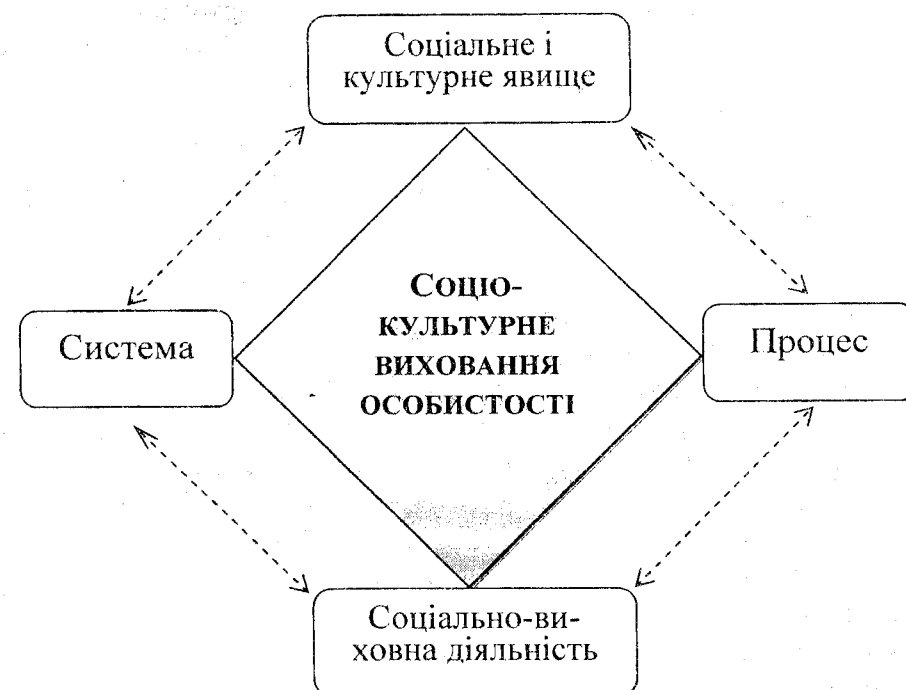 Соціальне і
культурне явище
Система
Соціо-
культурне
виховання
особистості
Процес
Соціально-ви-
ховна діяльність